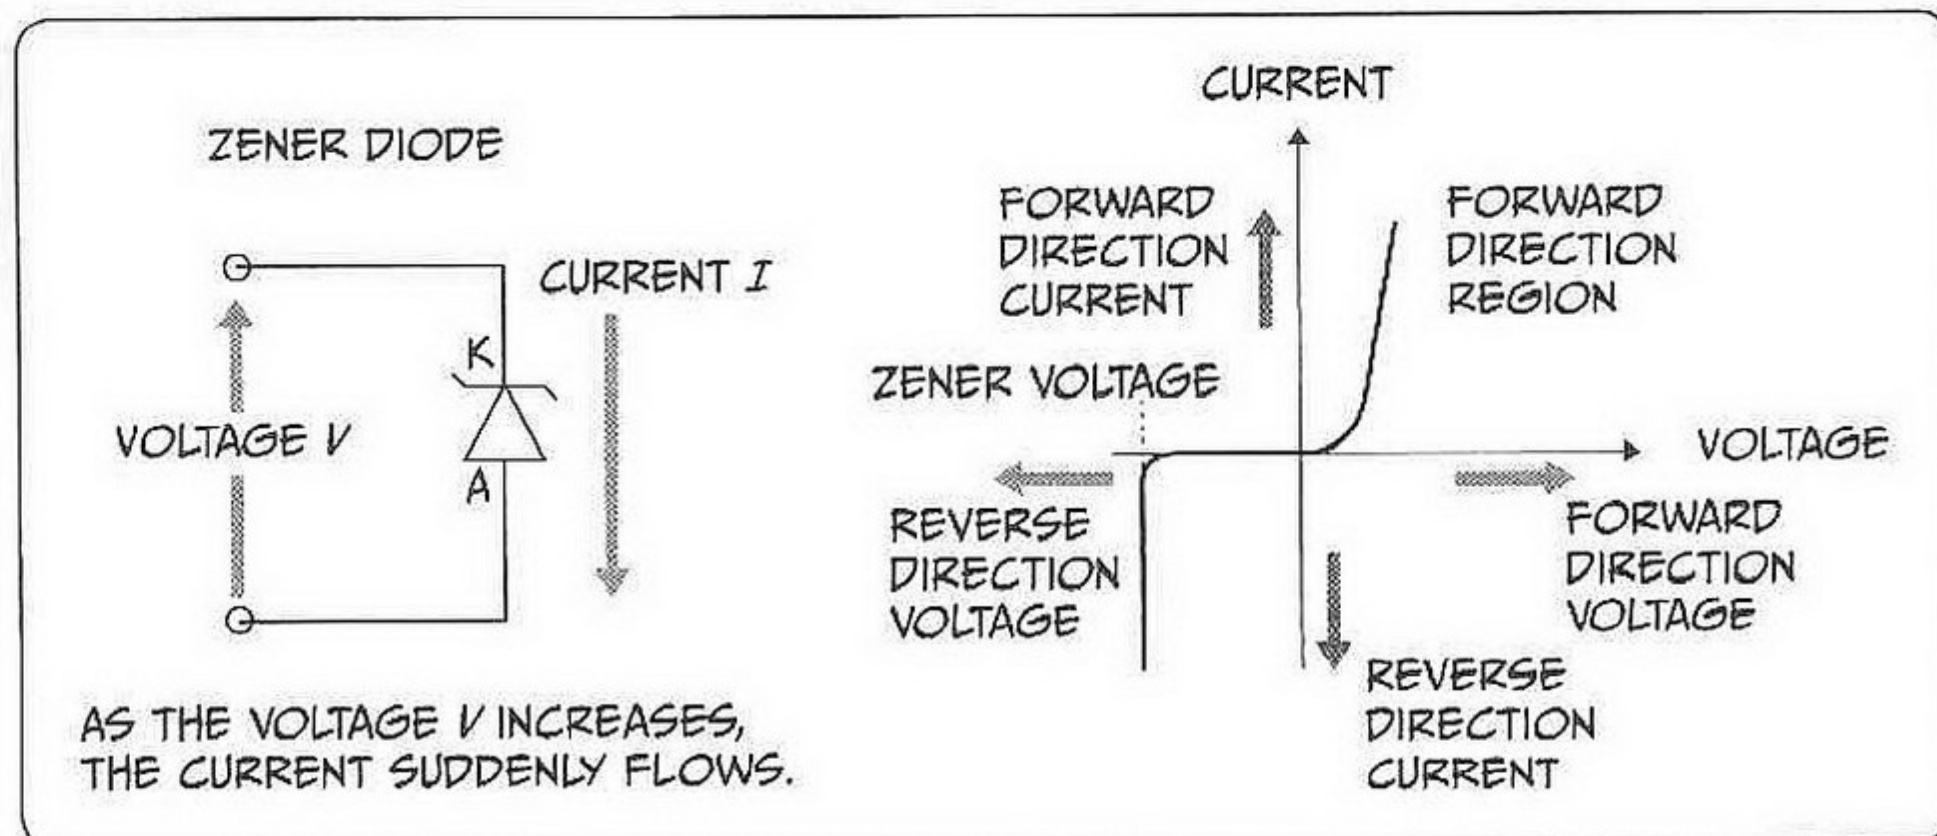 ZENER DIODE
CURRENT I
K
VOLTAGE V
A
AS THE VOLTAGE V INCREASES,
THE CURRENT SUDDENLY FLOWS.
CURRENT
FORWARD
DIRECTION
CURRENT
FORWARD
DIRECTION
REGION
ZENER VOLTAGE
VOLTAGE
REVERSE
DIRECTION
VOLTAGE
FORWARD
DIRECTION
VOLTAGE
REVERSE
DIRECTION
CURRENT